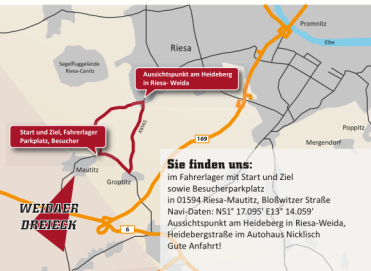 Promnitz
Elbe
Riesa
Segelfluggelände
Riesa-Canitz
Aussichtspunkt am Heideberg
in Riesa- Weida
Start und Ziel, Fahrerlager
Parkplatz, Besucher
169
Poppitz
Mergendorf
Mautitz
Groptitz
WEIDAER
DREIECK
6
Sie finden uns:
im Fahrerlager mit Start und Ziel
sowie Besucherparkplatz
in 01594 Riesa-Mautitz, Bloßwitzer Straße
Navi-Daten: N51° 17.095' E13° 14.059'
Aussichtspunkt am Heideberg in Riesa-Weida,
Heidebergstraße im Autohaus Nicklisch
Gute Anfahrt!